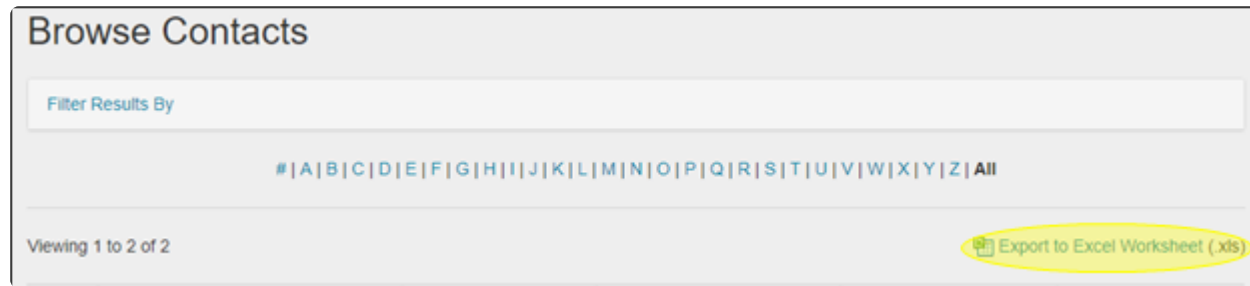 Browse Contacts
Filter Results By
# | A | B | C | D | E | F | G | H | I | J | K | L | M | N | O | P | Q | R | S | T | U | V | W | X | Y | Z | All
Viewing 1 to 2 of 2 Export to Excel Worksheet (.xls)